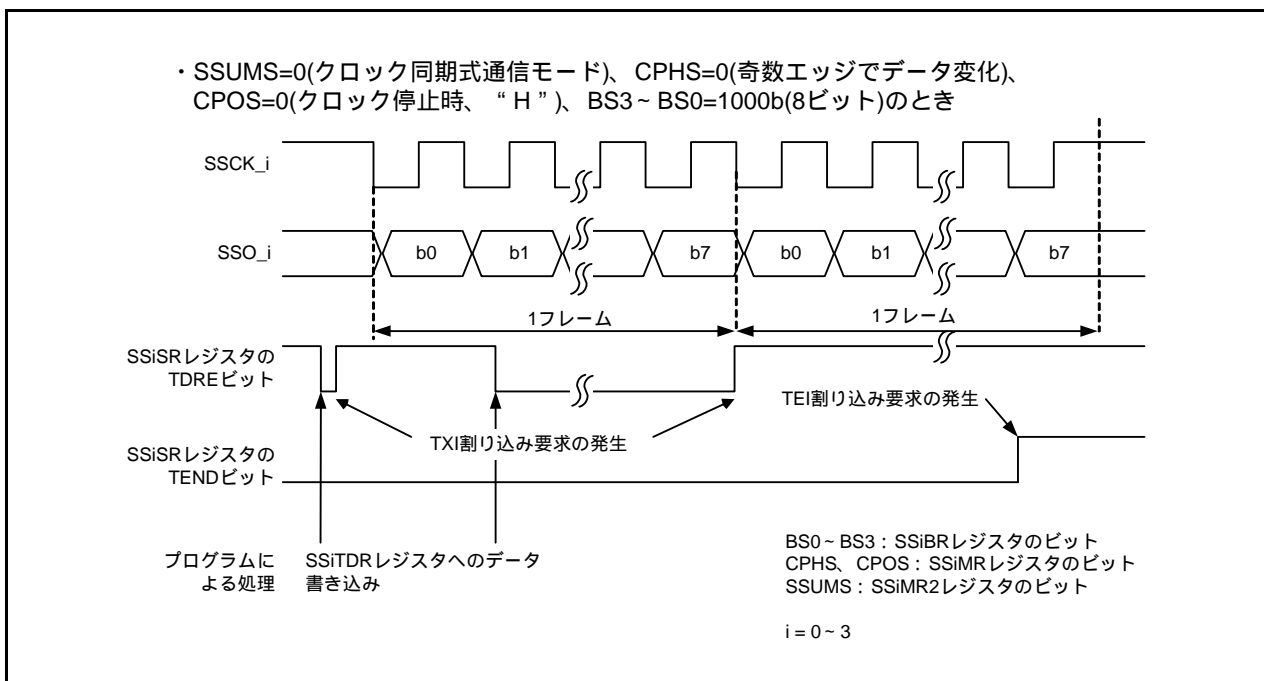 ・SSUMS=0(クロック同期式通信モード)、CPHS=0(奇数エッジでデータ変化)、
CPOS=0(クロック停止時、“H”)、BS3～BS0=1000b(8ビット)のとき
SSCK_i
SSO_i
b0
b1
b7
b0
b1
b7
1フレーム
1フレーム
SSiSRレジスタの
TDREビット
TEI割り込み要求の発生
TXI割り込み要求の発生
SSiSRレジスタの
TENDビット
プログラムに
よる処理
SSiTDRレジスタへのデータ
書き込み
BS0～BS3：SSiBRレジスタのビット
CPHS、CPOS：SSiMRレジスタのビット
SSUMS：SSiMR2レジスタのビット
i = 0～3